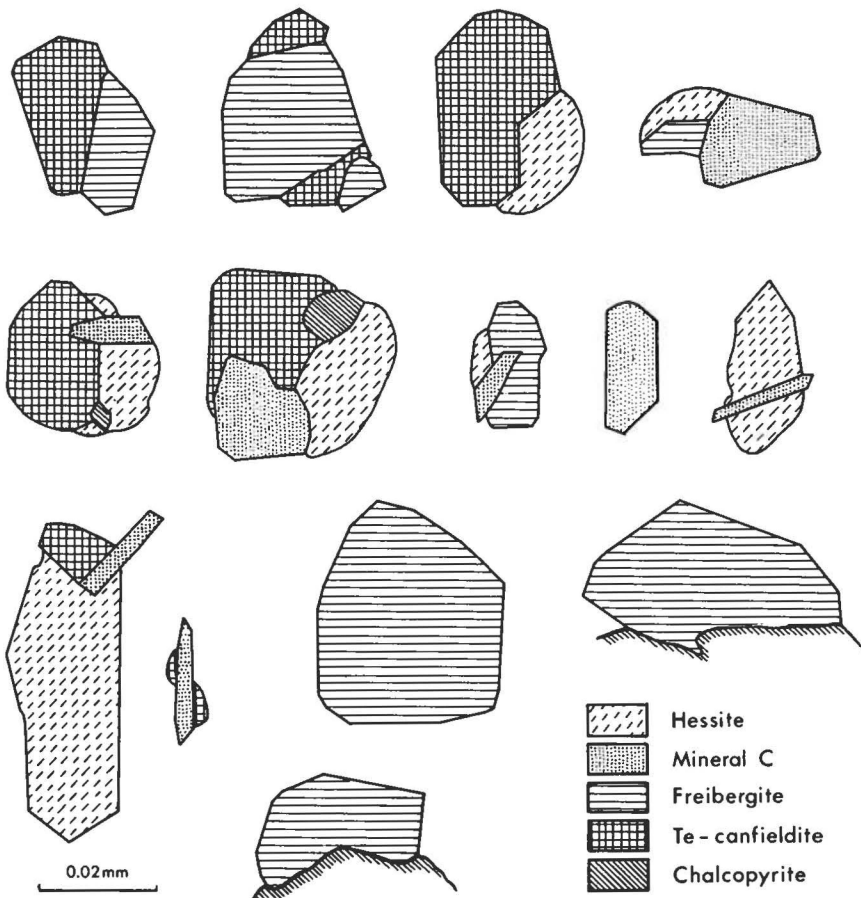 Hessite
Mineral C
Freibergite
Te-canfieldite
Chalcopyrite
0.02mm